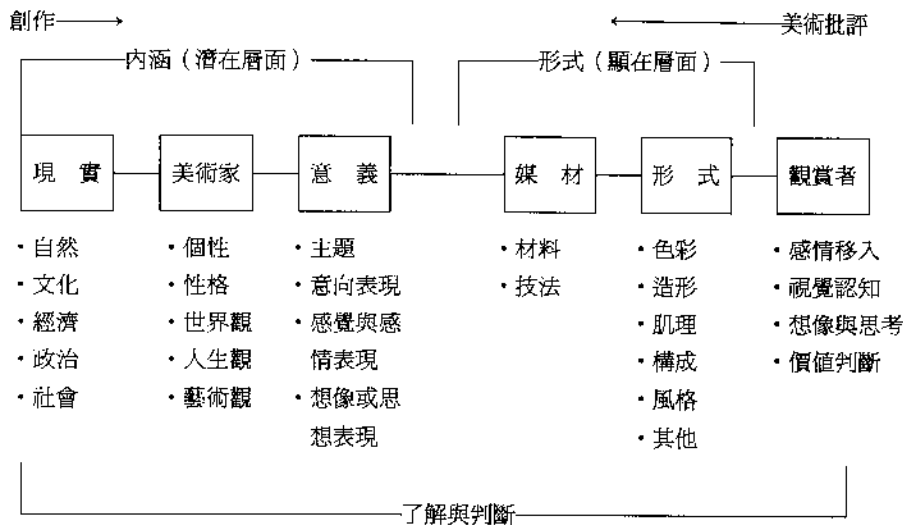 創作 美術批評
內涵（濳在層面） 形式（顯在層面）
現 實 美術家 意 義 媒 材 形 式 觀賞者
・自然 ・個性 ・主題 ・材料 ・色彩 ・感情移入
・文化 ・性格 ・意向表現 ・技法 ・造形 ・視覺認知
・經濟 ・世界觀 ・感覺與感 ・肌理 ・想像與思考
・政治 ・人生觀 情表現 ・構成 ・價値判斷
・社會 ・藝術觀 ・想像或思 ・風格
想表現 ・其他
了解與判斷